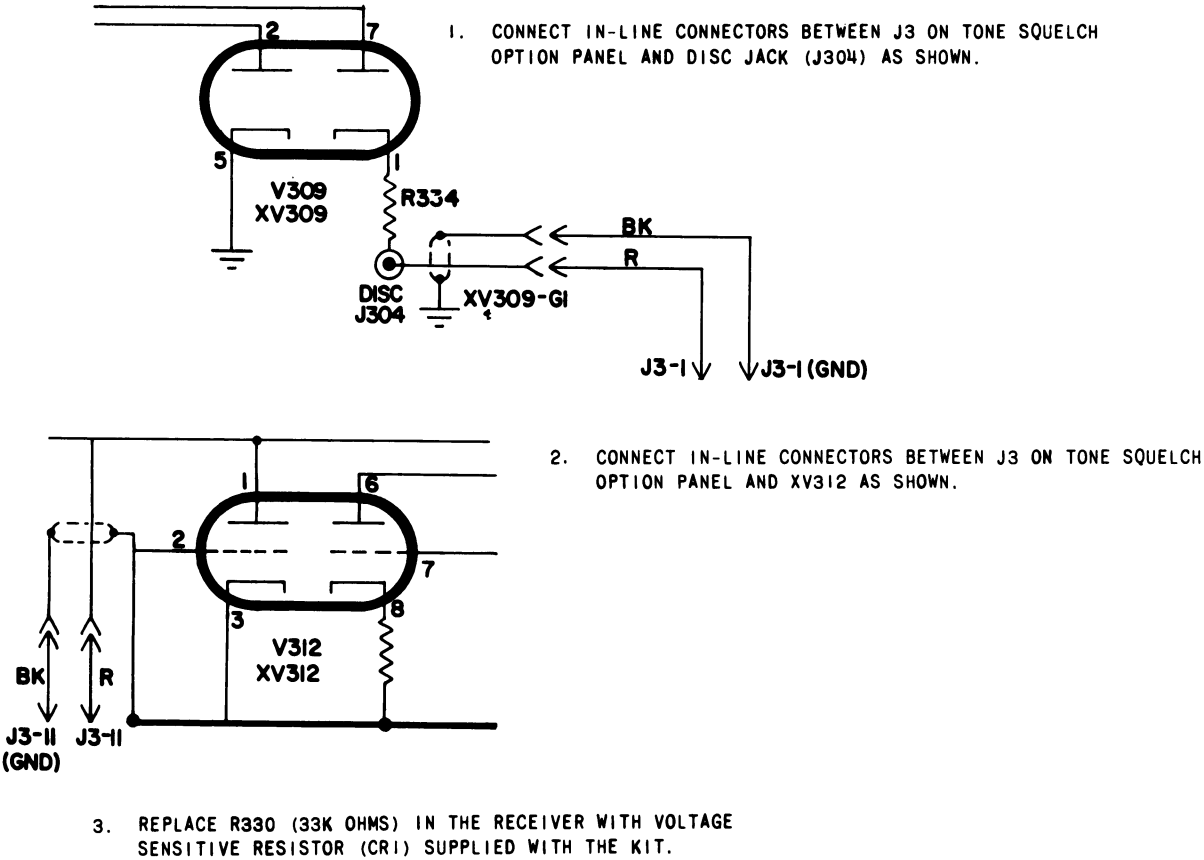 2 7
5 1
V309
XV309
R334
DISC
J304
XV309-G1
BK
R
J3-1 J3-1 (GND)
1. CONNECT IN-LINE CONNECTORS BETWEEN J3 ON TONE SQUELCH
OPTION PANEL AND DISC JACK (J304) AS SHOWN.
1 6
2
7
3 8
V312
XV312
BK R
J3-11 J3-11
(GND)
2. CONNECT IN-LINE CONNECTORS BETWEEN J3 ON TONE SQUELCH
OPTION PANEL AND XV312 AS SHOWN.
3. REPLACE R330 (33K OHMS) IN THE RECEIVER WITH VOLTAGE
SENSITIVE RESISTOR (CR1) SUPPLIED WITH THE KIT.